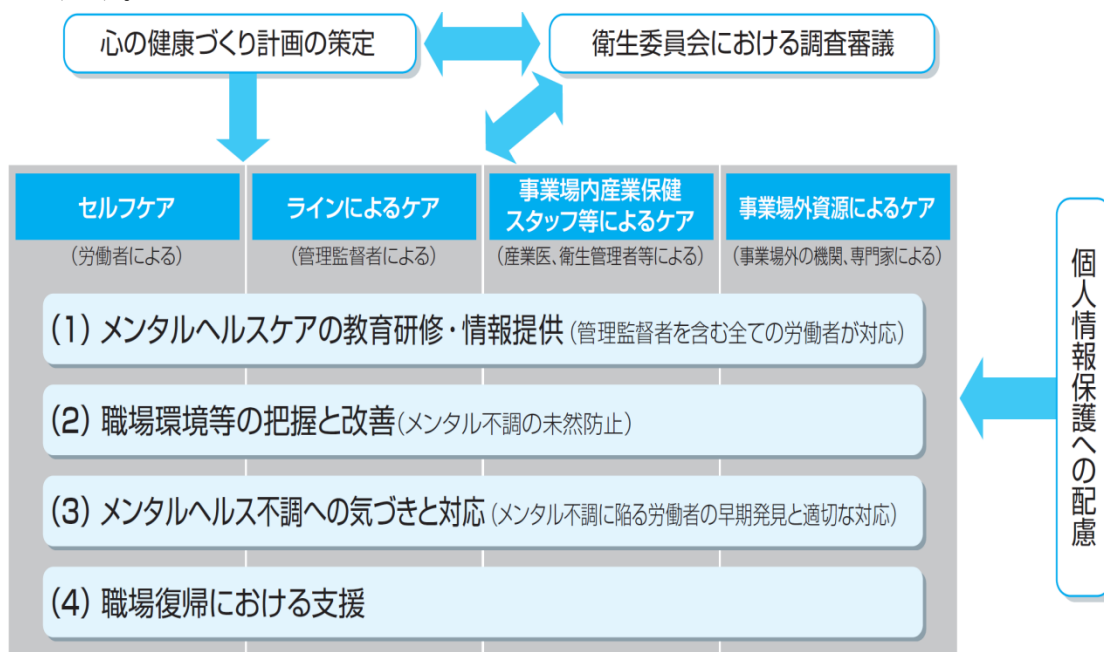 心の健康づくり計画の策定
衛生委員会における調査審議
セルフケア
(労働者による)
ラインによるケア
(管理監督者による)
事業場内産業保健
スタッフ等によるケア
(産業医、衛生管理者等による)
事業場外資源によるケア
(事業場外の機関、専門家による)
(1) メンタルヘルスケアの教育研修・情報提供 (管理監督者を含む全ての労働者が対応)
(2) 職場環境等の把握と改善(メンタル不調の未然防止)
(3) メンタルヘルス不調への気づきと対応 (メンタル不調に陥る労働者の早期発見と適切な対応)
(4) 職場復帰における支援
個人情報保護への配慮